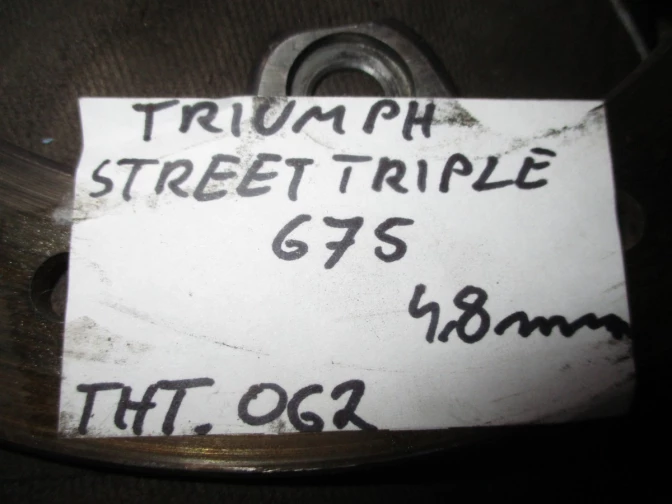 TRIUMPH
STREET TRIPLE
675
4.8mm
THT. 062